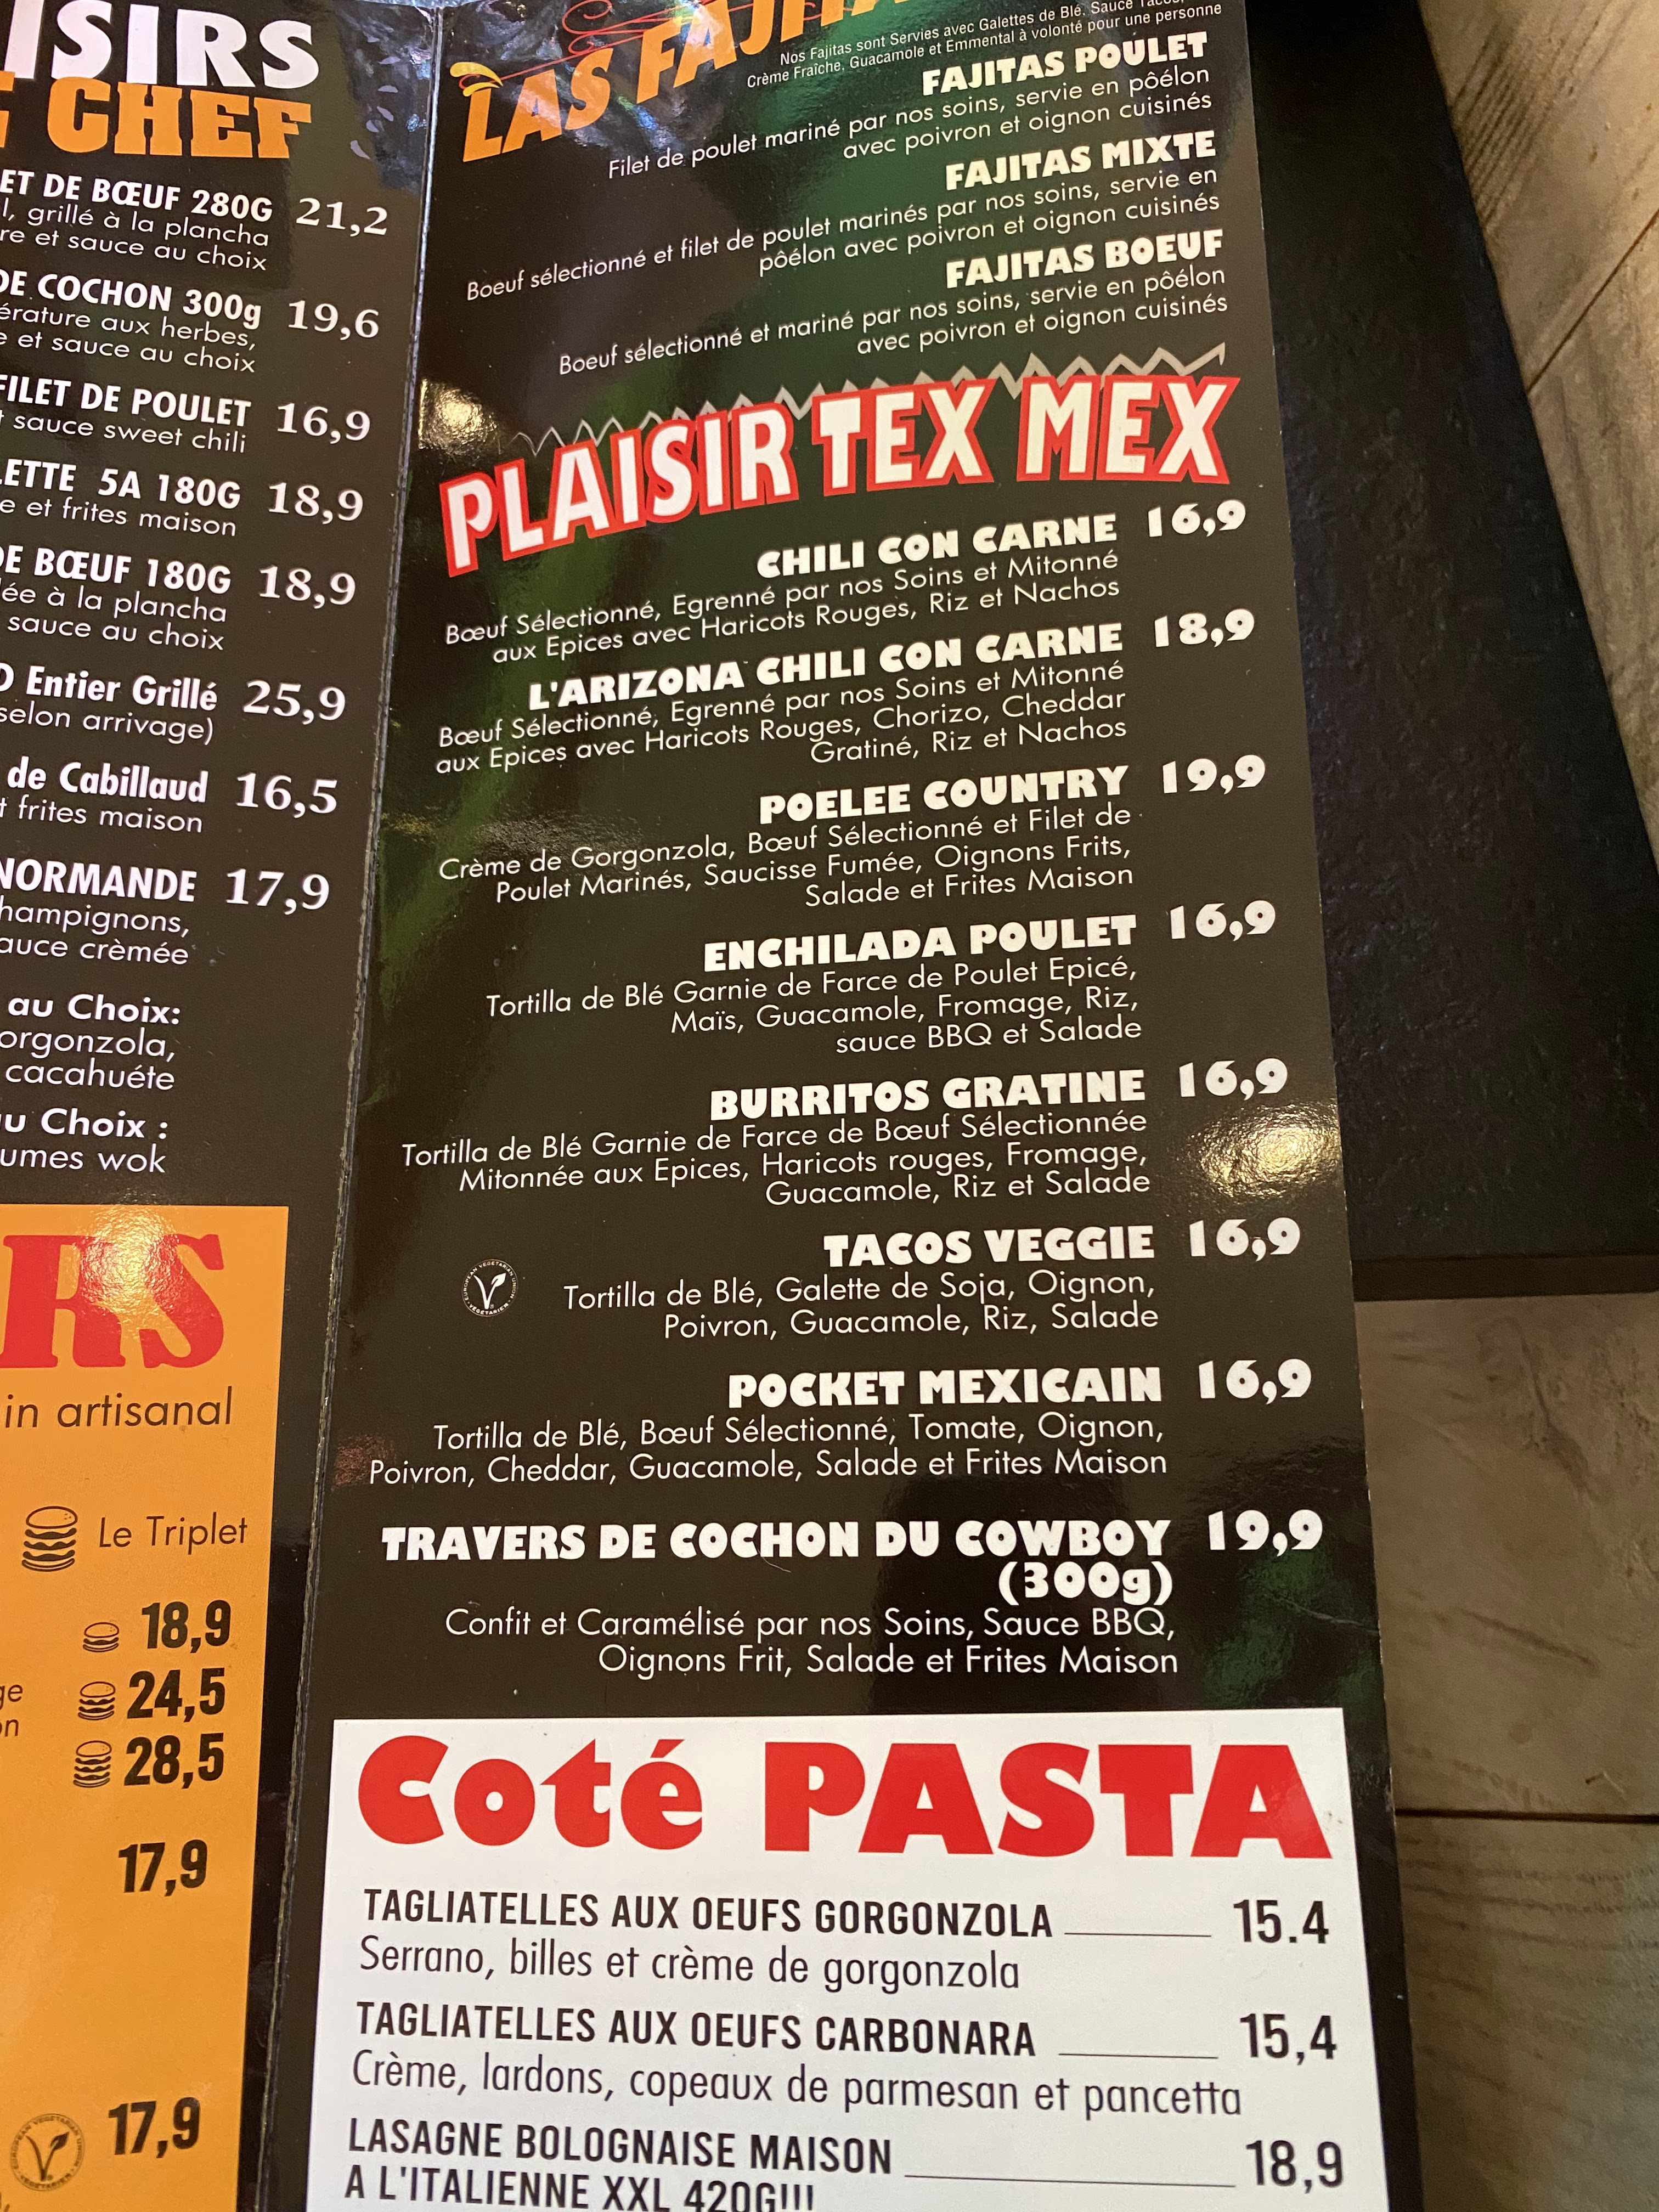 ISIRS
CHEF
ET DE BŒUF 280G 21,2
grillé à la plancha
re et sauce au choix
DE COCHON 300g 19,6
érature aux herbes,
e et sauce au choix
FILET DE POULET 16,9
sauce sweet chili
LETTE 5A 180G 18,9
e et frites maison
DE BŒUF 180G 18,9
lée à la plancha
sauce au choix
D Entier Grillé 25,9
selon arrivage)
de Cabillaud 16,5
t frites maison
NORMANDE 17,9
hampignons,
auce crèmée
au Choix:
orgonzola,
cacahuéte
u Choix :
umes wok
RS
in artisanal
Le Triplet
18,9
ge 24,5
on
28,5
17,9
17,9
LAS FAJITA
Nos Fajitas sont Servies avec Galettes de Blé, Sauce Tacos,
Crème Fraîche, Guacamole et Emmental à volonté pour une personne
FAJITAS POULET
Filet de poulet mariné par nos soins, servie en pôélon
avec poivron et oignon cuisinés
FAJITAS MIXTE
Boeuf sélectionné et filet de poulet marinés par nos soins, servie en
pôélon avec poivron et oignon cuisinés
FAJITAS BOEUF
Boeuf sélectionné et mariné par nos soins, servie en pôélon
avec poivron et oignon cuisinés
PLAISIR TEX MEX
CHILI CON CARNE 16,9
Bœuf Sélectionné, Egrenné par nos Soins et Mitonné
aux Epices avec Haricots Rouges, Riz et Nachos
L'ARIZONA CHILI CON CARNE 18,9
Bœuf Sélectionné, Egrenné par nos Soins et Mitonné
aux Epices avec Haricots Rouges, Chorizo, Cheddar
Gratiné, Riz et Nachos
POELEE COUNTRY 19,9
Crème de Gorgonzola, Bœuf Sélectionné et Filet de
Poulet Marinés, Saucisse Fumée, Oignons Frits,
Salade et Frites Maison
ENCHILADA POULET 16,9
Tortilla de Blé Garnie de Farce de Poulet Epicé,
Maïs, Guacamole, Fromage, Riz,
sauce BBQ et Salade
BURRITOS GRATINE 16,9
Tortilla de Blé Garnie de Farce de Bœuf Sélectionnée
Mitonnée aux Epices, Haricots rouges, Fromage,
Guacamole, Riz et Salade
TACOS VEGGIE 16,9
Tortilla de Blé, Galette de Soja, Oignon,
Poivron, Guacamole, Riz, Salade
POCKET MEXICAIN 16,9
Tortilla de Blé, Bœuf Sélectionné, Tomate, Oignon,
Poivron, Cheddar, Guacamole, Salade et Frites Maison
TRAVERS DE COCHON DU COWBOY 19,9
(300g)
Confit et Caramélisé par nos Soins, Sauce BBQ,
Oignons Frit, Salade et Frites Maison
Coté PASTA
TAGLIATELLES AUX OEUFS GORGONZOLA 15.4
Serrano, billes et crème de gorgonzola
TAGLIATELLES AUX OEUFS CARBONARA 15,4
Crème, lardons, copeaux de parmesan et pancetta
LASAGNE BOLOGNAISE MAISON 18,9
A L'ITALIENNE XXL 420G!!!